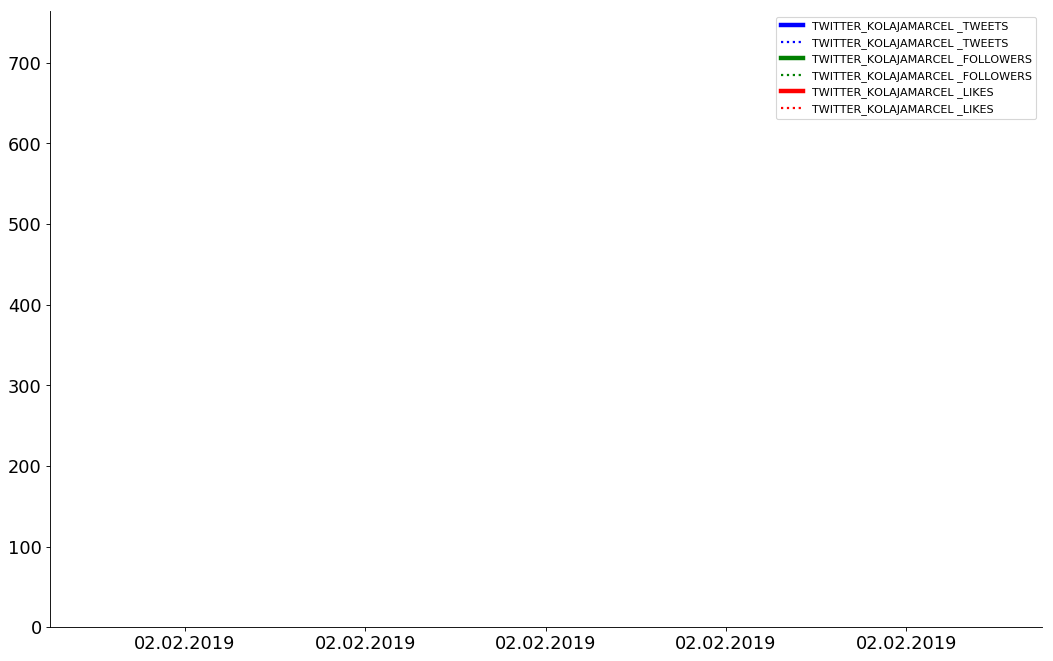 TWITTER_KOLAJAMARCEL _TWEETS
TWITTER_KOLAJAMARCEL _TWEETS
TWITTER_KOLAJAMARCEL _FOLLOWERS
TWITTER_KOLAJAMARCEL _FOLLOWERS
TWITTER_KOLAJAMARCEL _LIKES
TWITTER_KOLAJAMARCEL _LIKES
700
600
500
400
300
200
100
0
02.02.2019 02.02.2019 02.02.2019 02.02.2019 02.02.2019